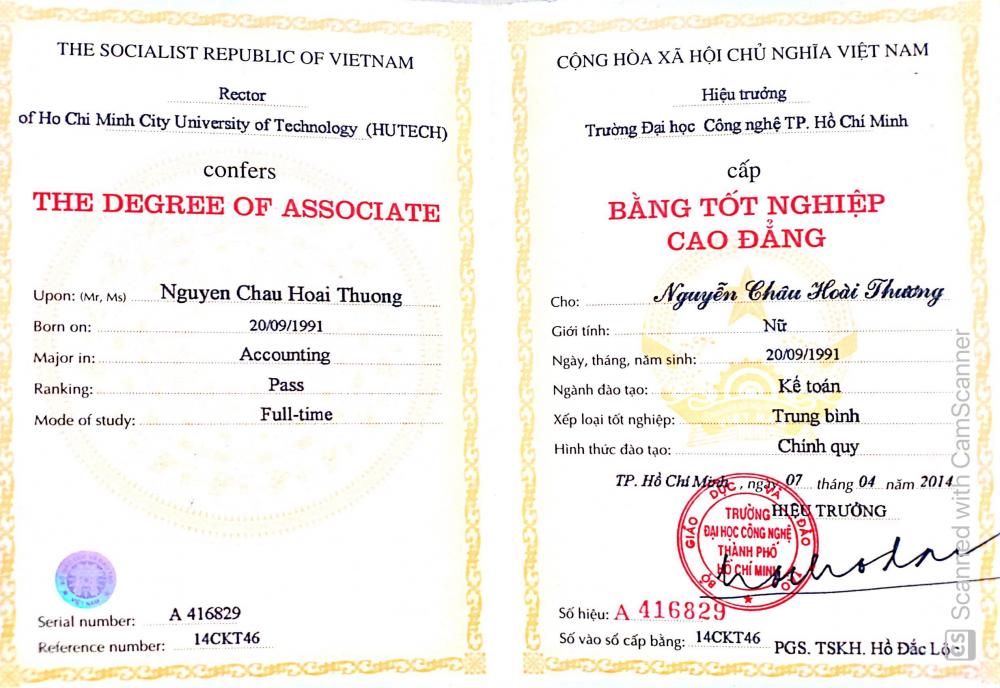 THE SOCIALIST REPUBLIC OF VIETNAM
Rector
of Ho Chi Minh City University of Technology (HUTECH)
confers
THE DEGREE OF ASSOCIATE
Upon: (Mr, Ms) Nguyen Chau Hoai Thuong
Born on: 20/09/1991
Major in: Accounting
Ranking: Pass
Mode of study: Full-time
VIỆT NAM
Serial number: A 416829
Reference number: 14CKT46
CỘNG HÒA XÃ HỘI CHỦ NGHĨA VIỆT NAM
Hiệu trưởng
Trường Đại học Công nghệ TP. Hồ Chí Minh
cấp
BẰNG TỐT NGHIỆP
CAO ĐẲNG
Cho: Nguyễn Châu Hoài Thương
Giới tính: Nữ
Ngày, tháng, năm sinh: 20/09/1991
Ngành đào tạo: Kế toán
Xếp loại tốt nghiệp: Trung bình
Hình thức đào tạo: Chính quy
TP. Hồ Chí Minh, ngày 07 tháng 04 năm 2014
HIỆU TRƯỞNG
BỘ GIÁO DỤC VÀ ĐÀO TẠO
TRƯỜNG
ĐẠI HỌC CÔNG NGHỆ
THÀNH PHỐ
HỒ CHÍ MINH
Số hiệu: A 416829
Số vào sổ cấp bằng: 14CKT46
PGS. TSKH. Hồ Đắc Lộc
CS Scanned with CamScanner